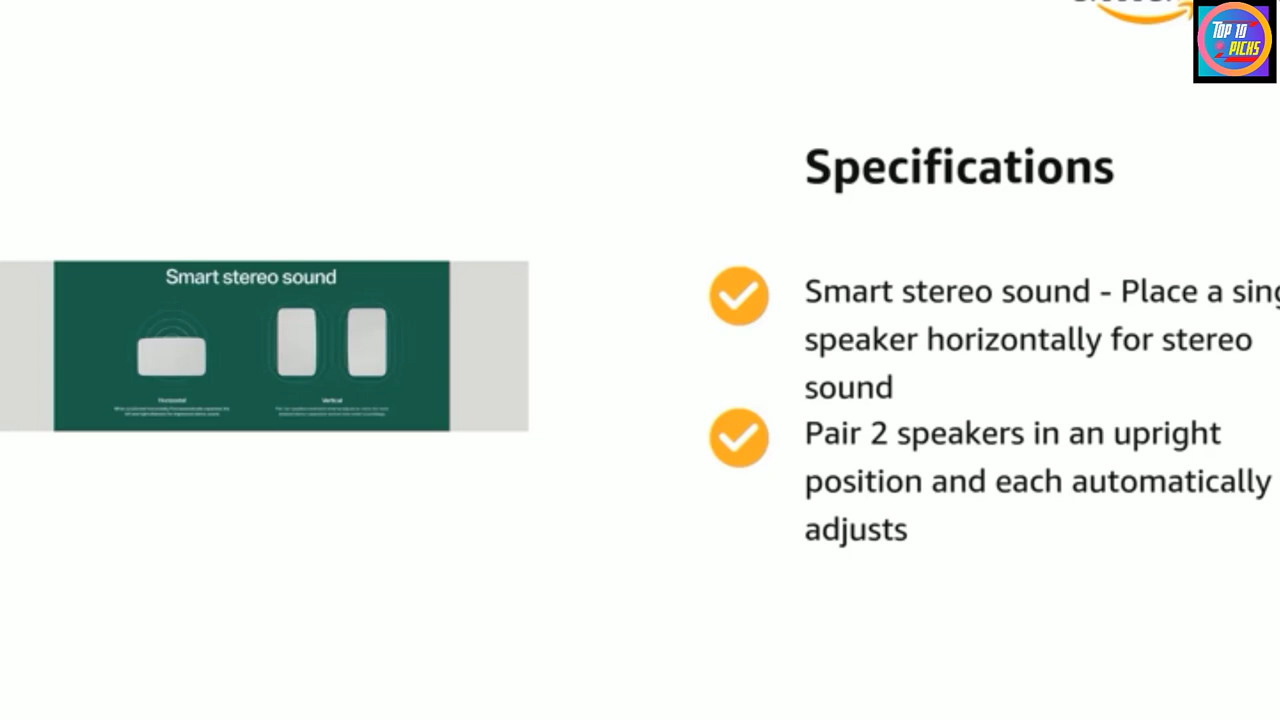 TOP 10
PICKS
Specifications
Smart stereo sound
Smart stereo sound - Place a sing
speaker horizontally for stereo
sound
Pair 2 speakers in an upright
position and each automatically
adjusts
Horizontal
Vertical